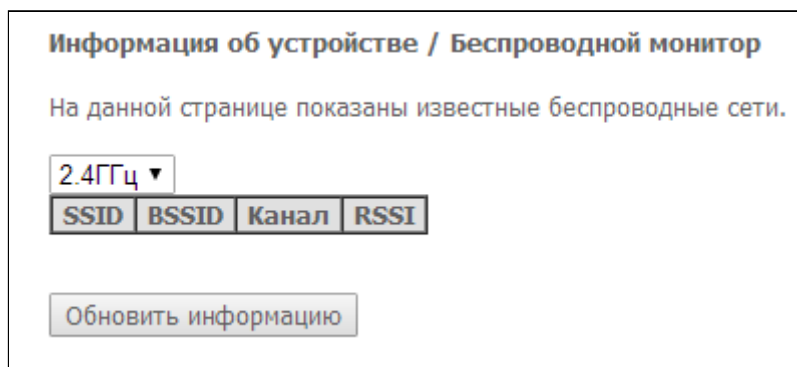 Информация об устройстве / Беспроводной монитор
На данной странице показаны известные беспроводные сети.
2.4ГГц ▼
SSID BSSID Канал RSSI
Обновить информацию